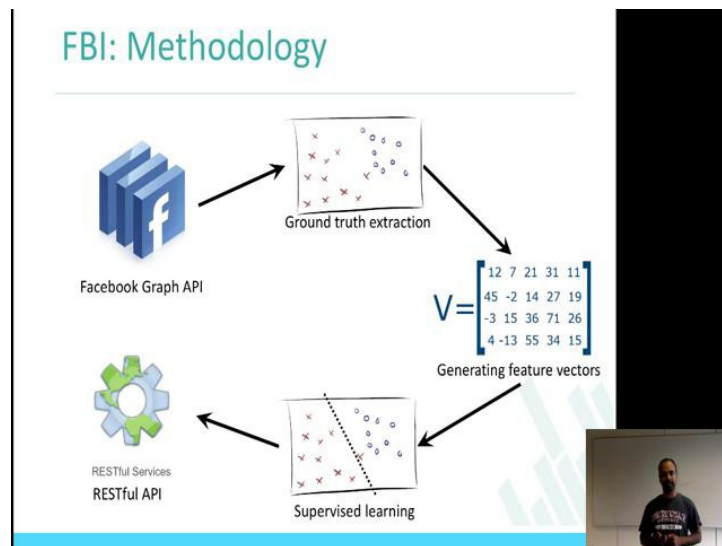 FBI: Methodology
f
Ground truth extraction
Facebook Graph API
V=
12 7 21 31 11
45 -2 14 27 19
-3 15 36 71 26
4 -13 55 34 15
Generating feature vectors
RESTful Services
RESTful API
Supervised learning